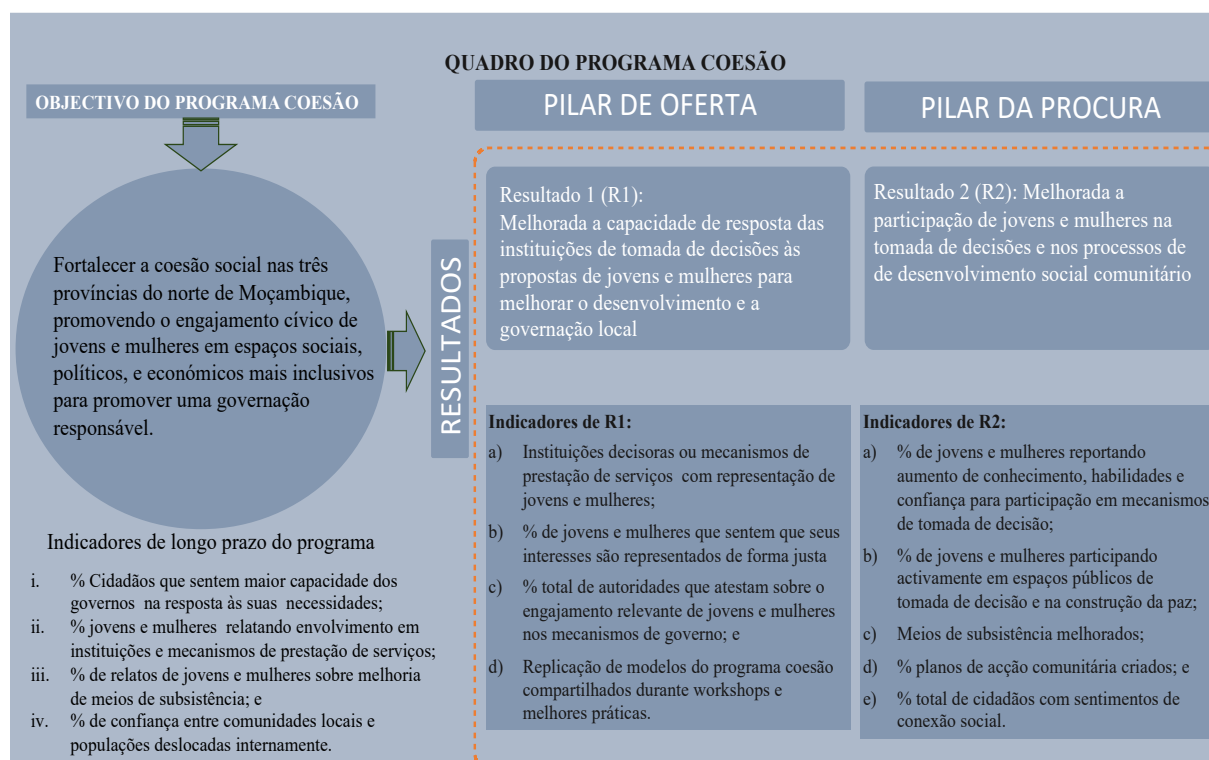 QUADRO DO PROGRAMA COESÃO
OBJECTIVO DO PROGRAMA COESÃO
Fortalecer a coesão social nas três
províncias do norte de Moçambique,
promovendo o engajamento cívico de
jovens e mulheres em espaços sociais,
políticos, e económicos mais inclusivos
para promover uma governação
responsável.
Indicadores de longo prazo do programa
i. % Cidadãos que sentem maior capacidade dos
governos na resposta às suas necessidades;
ii. % jovens e mulheres relatando envolvimento em
instituições e mecanismos de prestação de serviços;
iii. % de relatos de jovens e mulheres sobre melhoria
de meios de subsistência; e
iv. % de confiança entre comunidades locais e
populações deslocadas internamente.
RESULTADOS
PILAR DE OFERTA
Resultado 1 (R1):
Melhorada a capacidade de resposta das
instituições de tomada de decisões às
propostas de jovens e mulheres para
melhorar o desenvolvimento e a
governação local
Indicadores de R1:
a) Instituições decisoras ou mecanismos de
prestação de serviços com representação de
jovens e mulheres;
b) % de jovens e mulheres que sentem que seus
interesses são representados de forma justa
c) % total de autoridades que atestam sobre o
engajamento relevante de jovens e mulheres
nos mecanismos de governo; e
d) Replicação de modelos do programa coesão
compartilhados durante workshops e
melhores práticas.
PILAR DA PROCURA
Resultado 2 (R2): Melhorada a
participação de jovens e mulheres na
tomada de decisões e nos processos de
de desenvolvimento social comunitário
Indicadores de R2:
a) % de jovens e mulheres reportando
aumento de conhecimento, habilidades e
confiança para participação em mecanismos
de tomada de decisão;
b) % de jovens e mulheres participando
activamente em espaços públicos de
tomada de decisão e na construção da paz;
c) Meios de subsistência melhorados;
d) % planos de acção comunitária criados; e
e) % total de cidadãos com sentimentos de
conexão social.